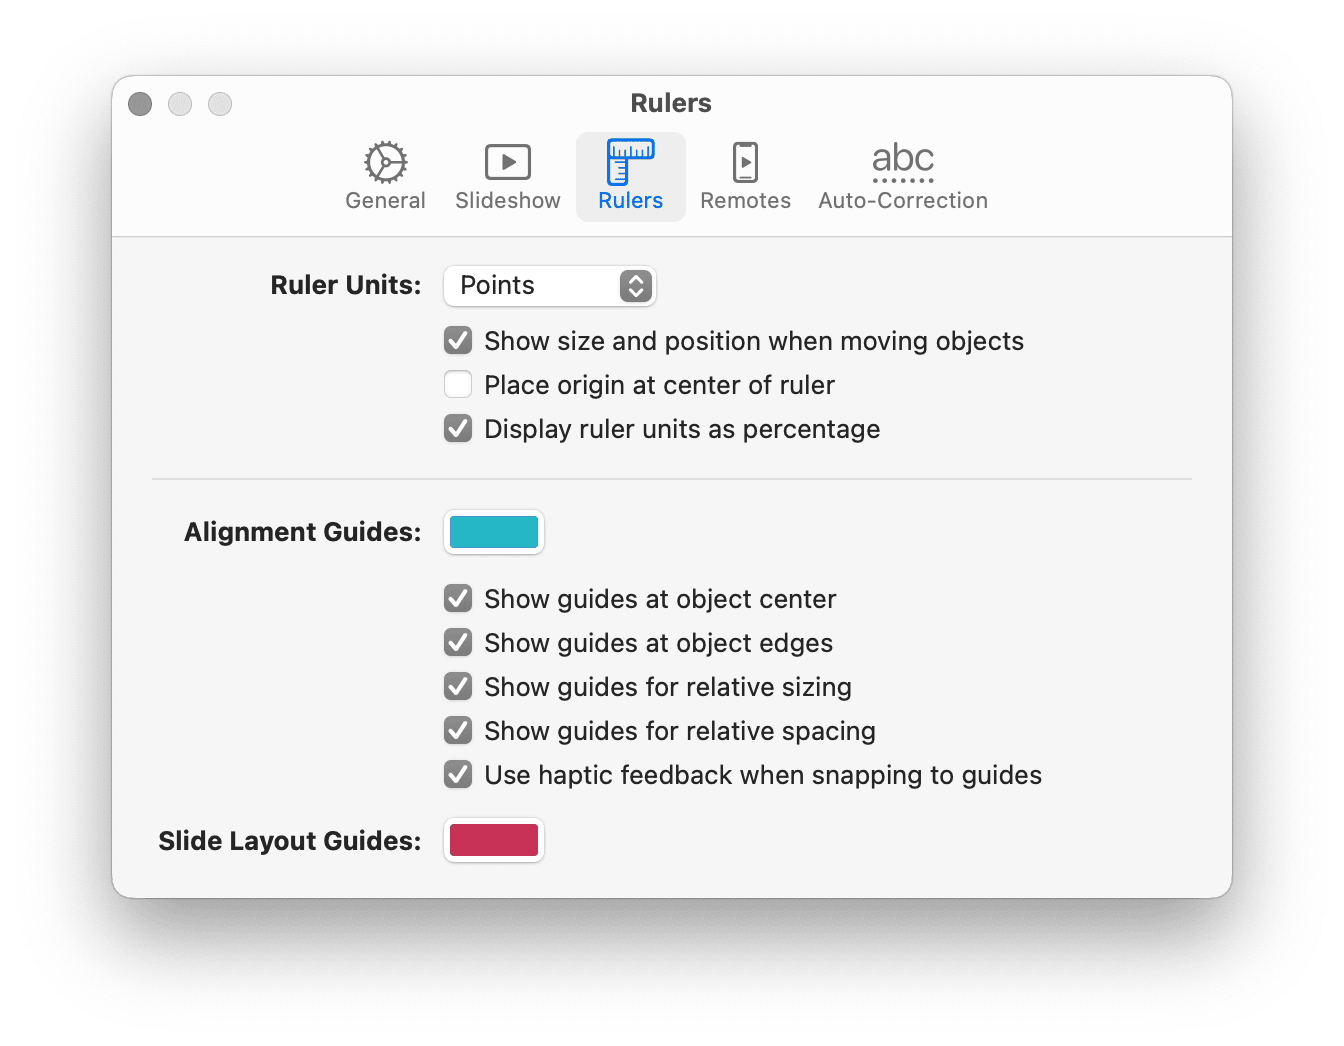 Rulers
General Slideshow Rulers Remotes abc Auto-Correction
Ruler Units: Points
Show size and position when moving objects
Place origin at center of ruler
Display ruler units as percentage
Alignment Guides:
Show guides at object center
Show guides at object edges
Show guides for relative sizing
Show guides for relative spacing
Use haptic feedback when snapping to guides
Slide Layout Guides: